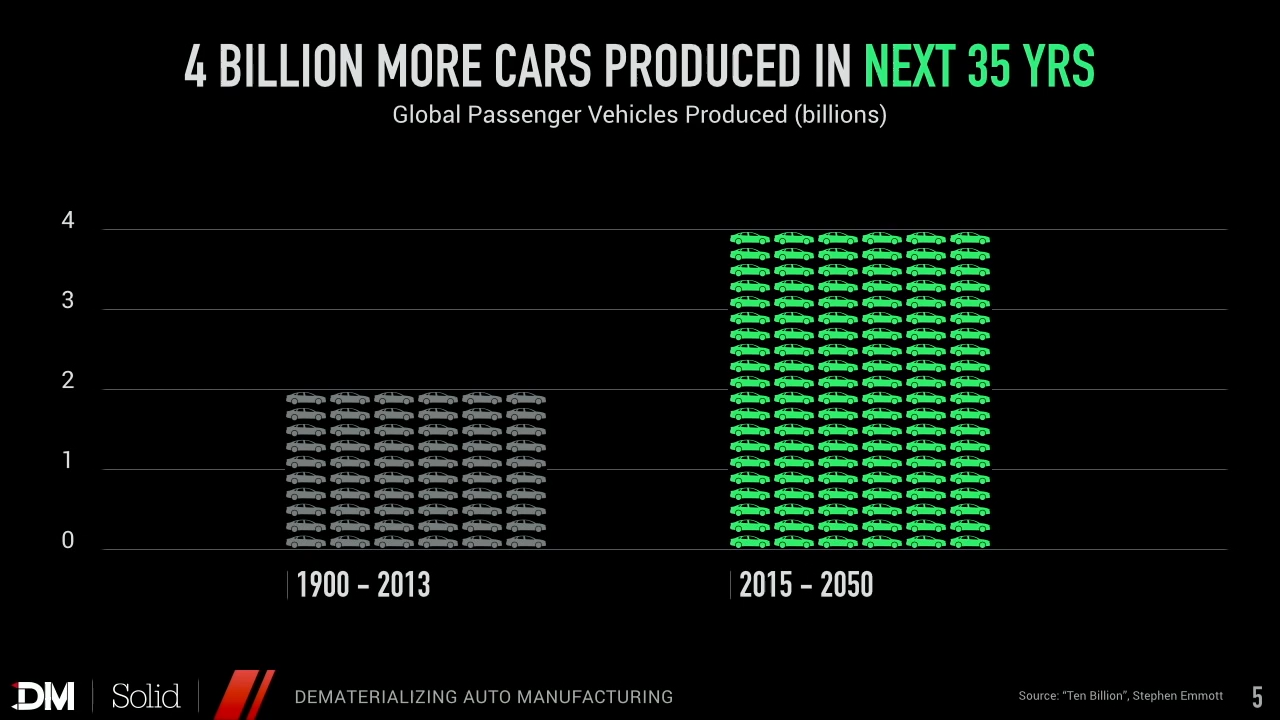 4 BILLION MORE CARS PRODUCED IN NEXT 35 YRS
Global Passenger Vehicles Produced (billions)
4
3
2
1
0
1900 – 2013
2015 – 2050
DM
Solid
DEMATERIALIZING AUTO MANUFACTURING
Source: “Ten Billion”, Stephen Emmott
5